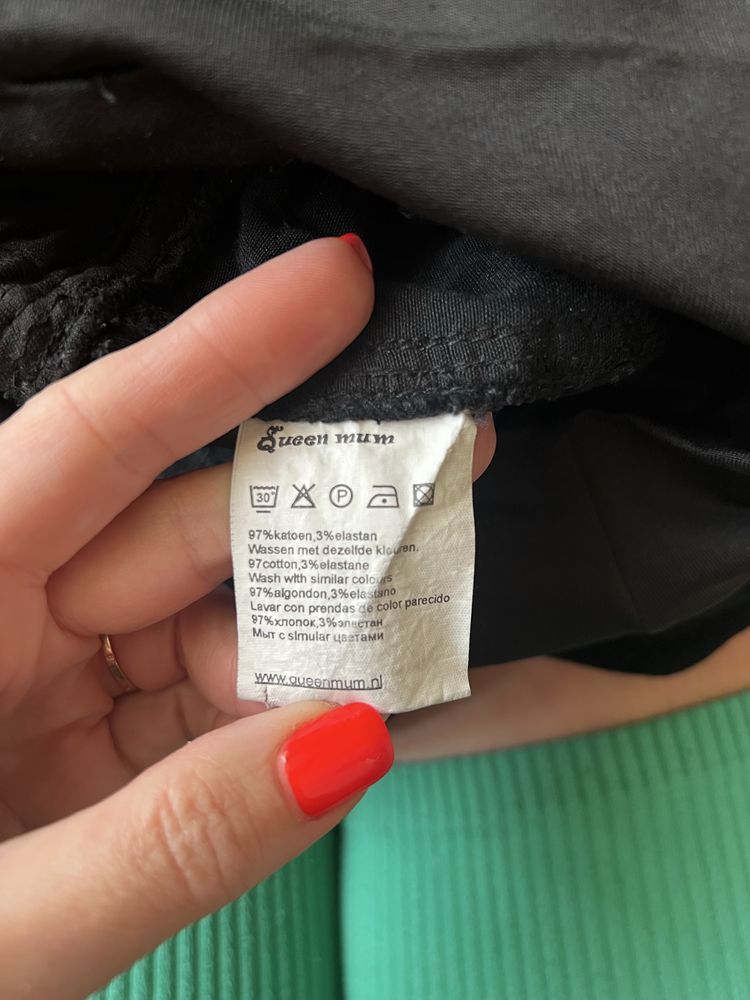 Queen mum
30°
P
97%katoen,3%elastan
Wassen met dezelfde kleuren.
97cotton,3%elastane
Wash with similar colours
97%algondon,3%elastano
Lavar con prendas de color parecido
97%хлопок,3%эластан
Мыт с slmular цветами
www.queenmum.nl